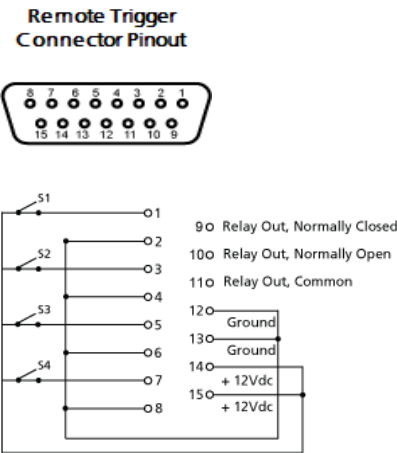 Remote Trigger
Connector Pinout
8 7 6 5 4 3 2 1
15 14 13 12 11 10 9
S1
1
2
S2
3
4
S3
5
6
S4
7
8
9 Relay Out, Normally Closed
10 Relay Out, Normally Open
11 Relay Out, Common
12
Ground
13
Ground
14
+ 12Vdc
15
+ 12Vdc